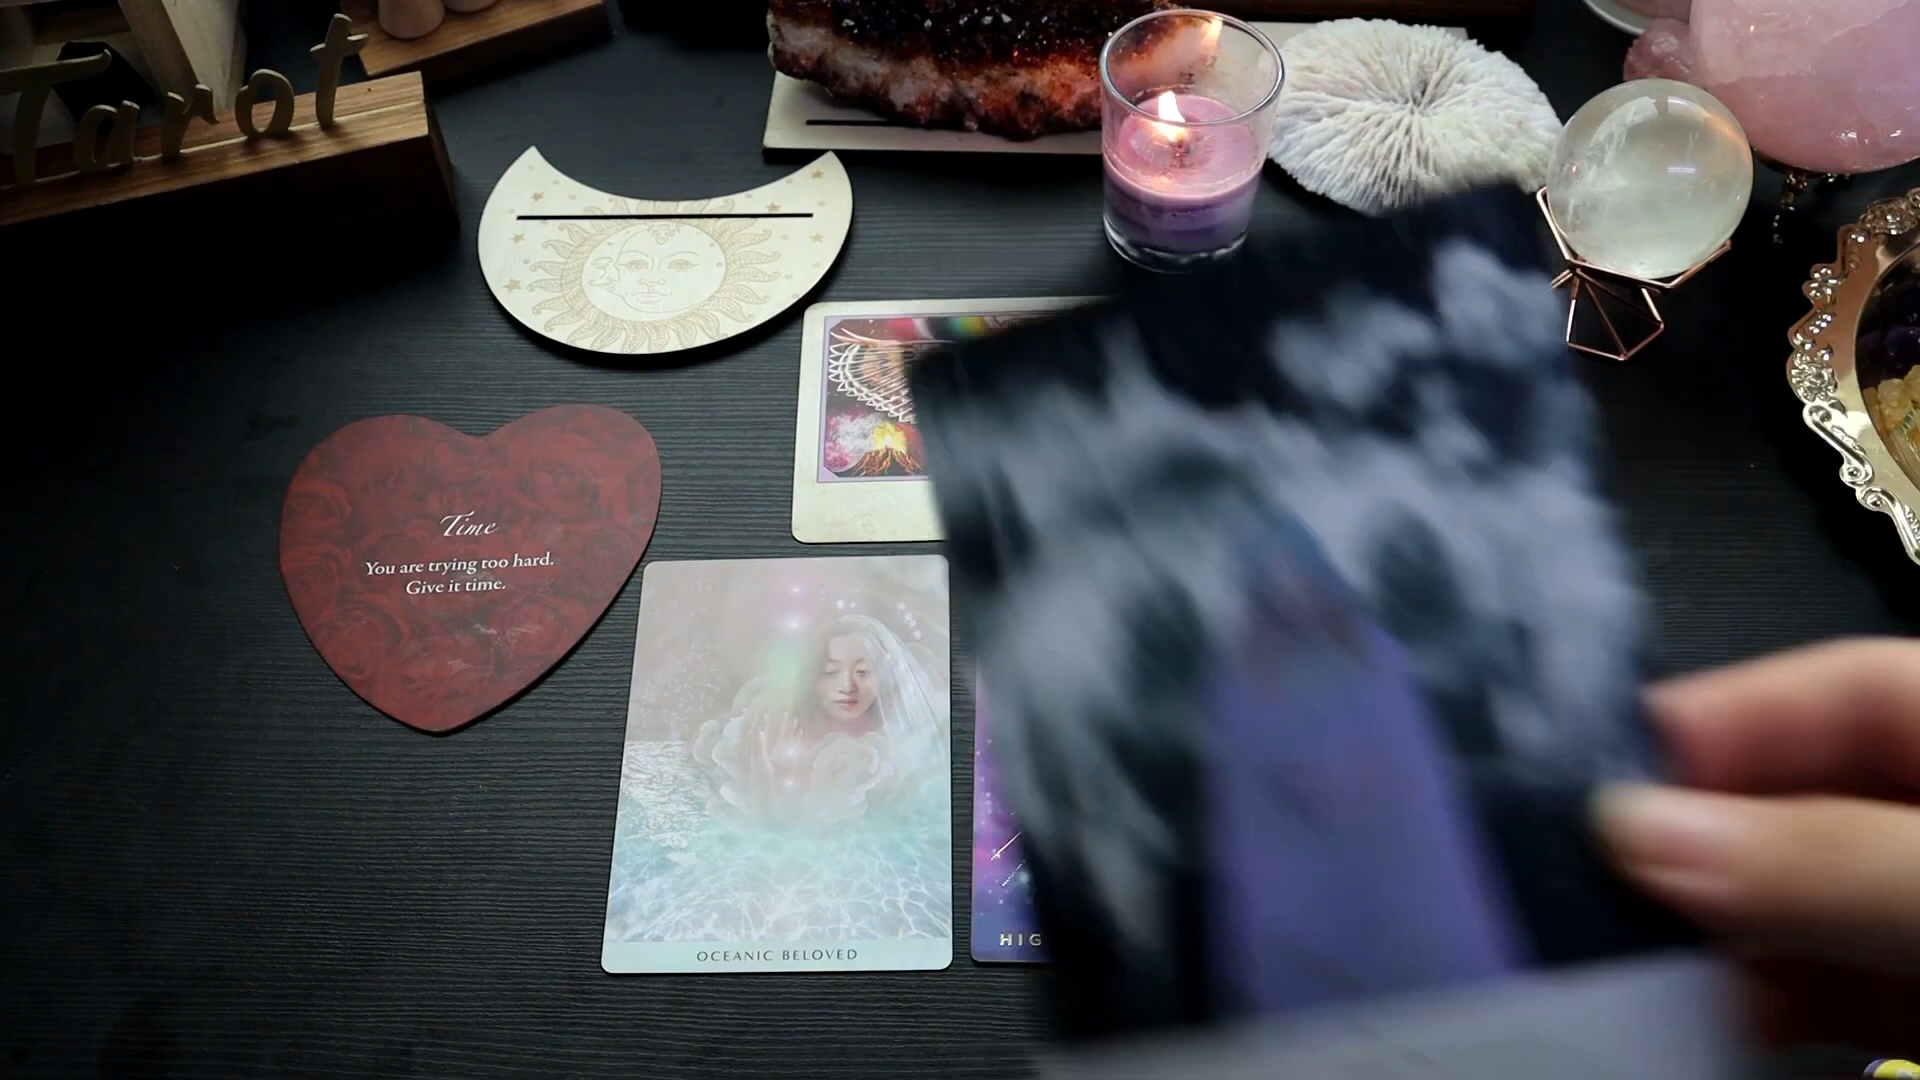 Tarot
Time
You are trying too hard.
Give it time.
OCEANIC BELOVED
HIG